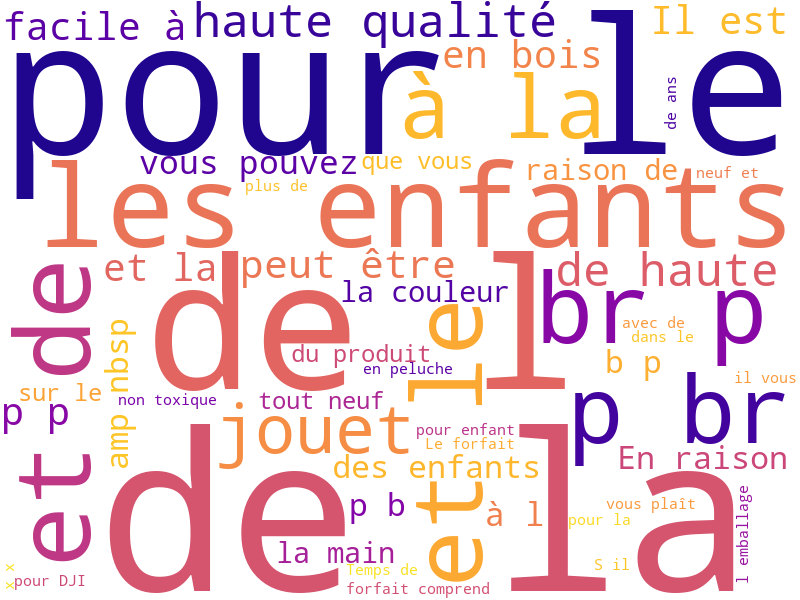 facile à
haute qualité
Il est
pour le
en bois
à la
de ans
vous pouvez
que vous
raison de
neuf et
plus de
les enfants
et de
et la
peut être
de haute
de l
la couleur
br p
et le
avec de
dans le
du produit
b p
amp nbsp
en peluche
il vous
sur le
non toxique
tout neuf
p p
jouet
p br
pour enfant
Le forfait
En raison
et de
de la
des enfants
et le
p b
à l
vous plaît
l emballage
pour la
la main
S il
x x
pour DJI
Temps de
forfait comprend